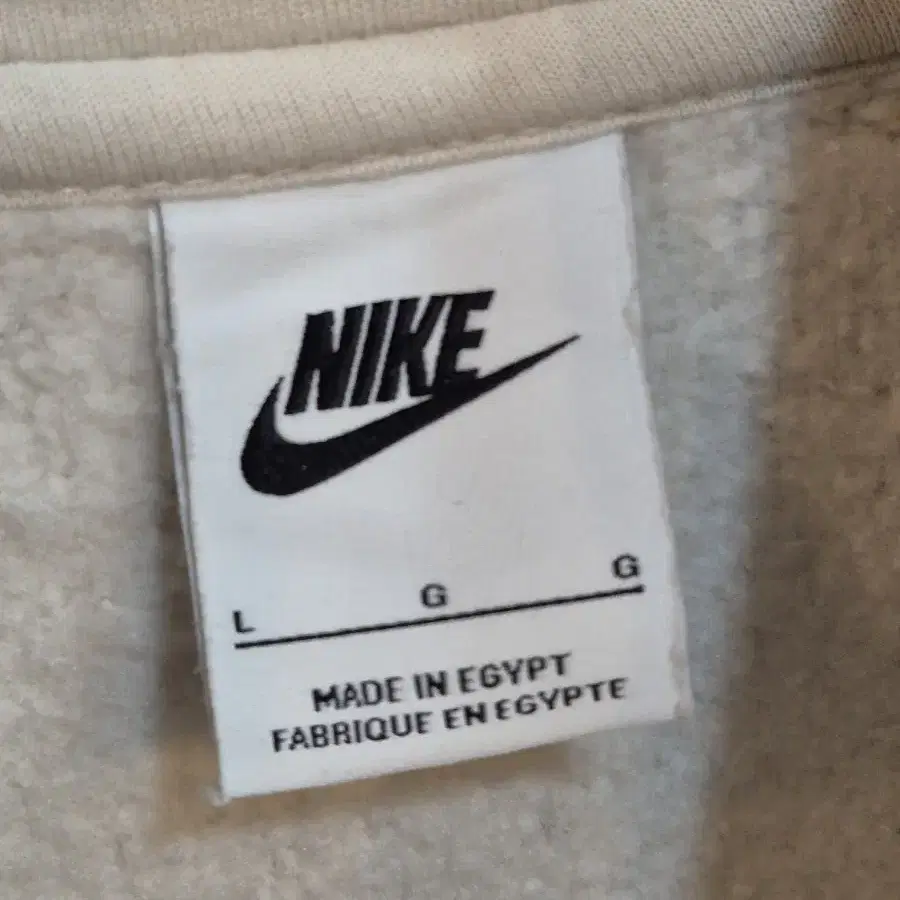 NIKE
L G G
MADE IN EGYPT
FABRIQUE EN EGYPTE